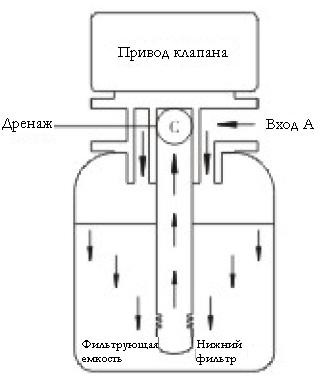 Привод клапана
Дренаж
С
Вход А
Фильтрующая
емкость
Нижний
фильтр